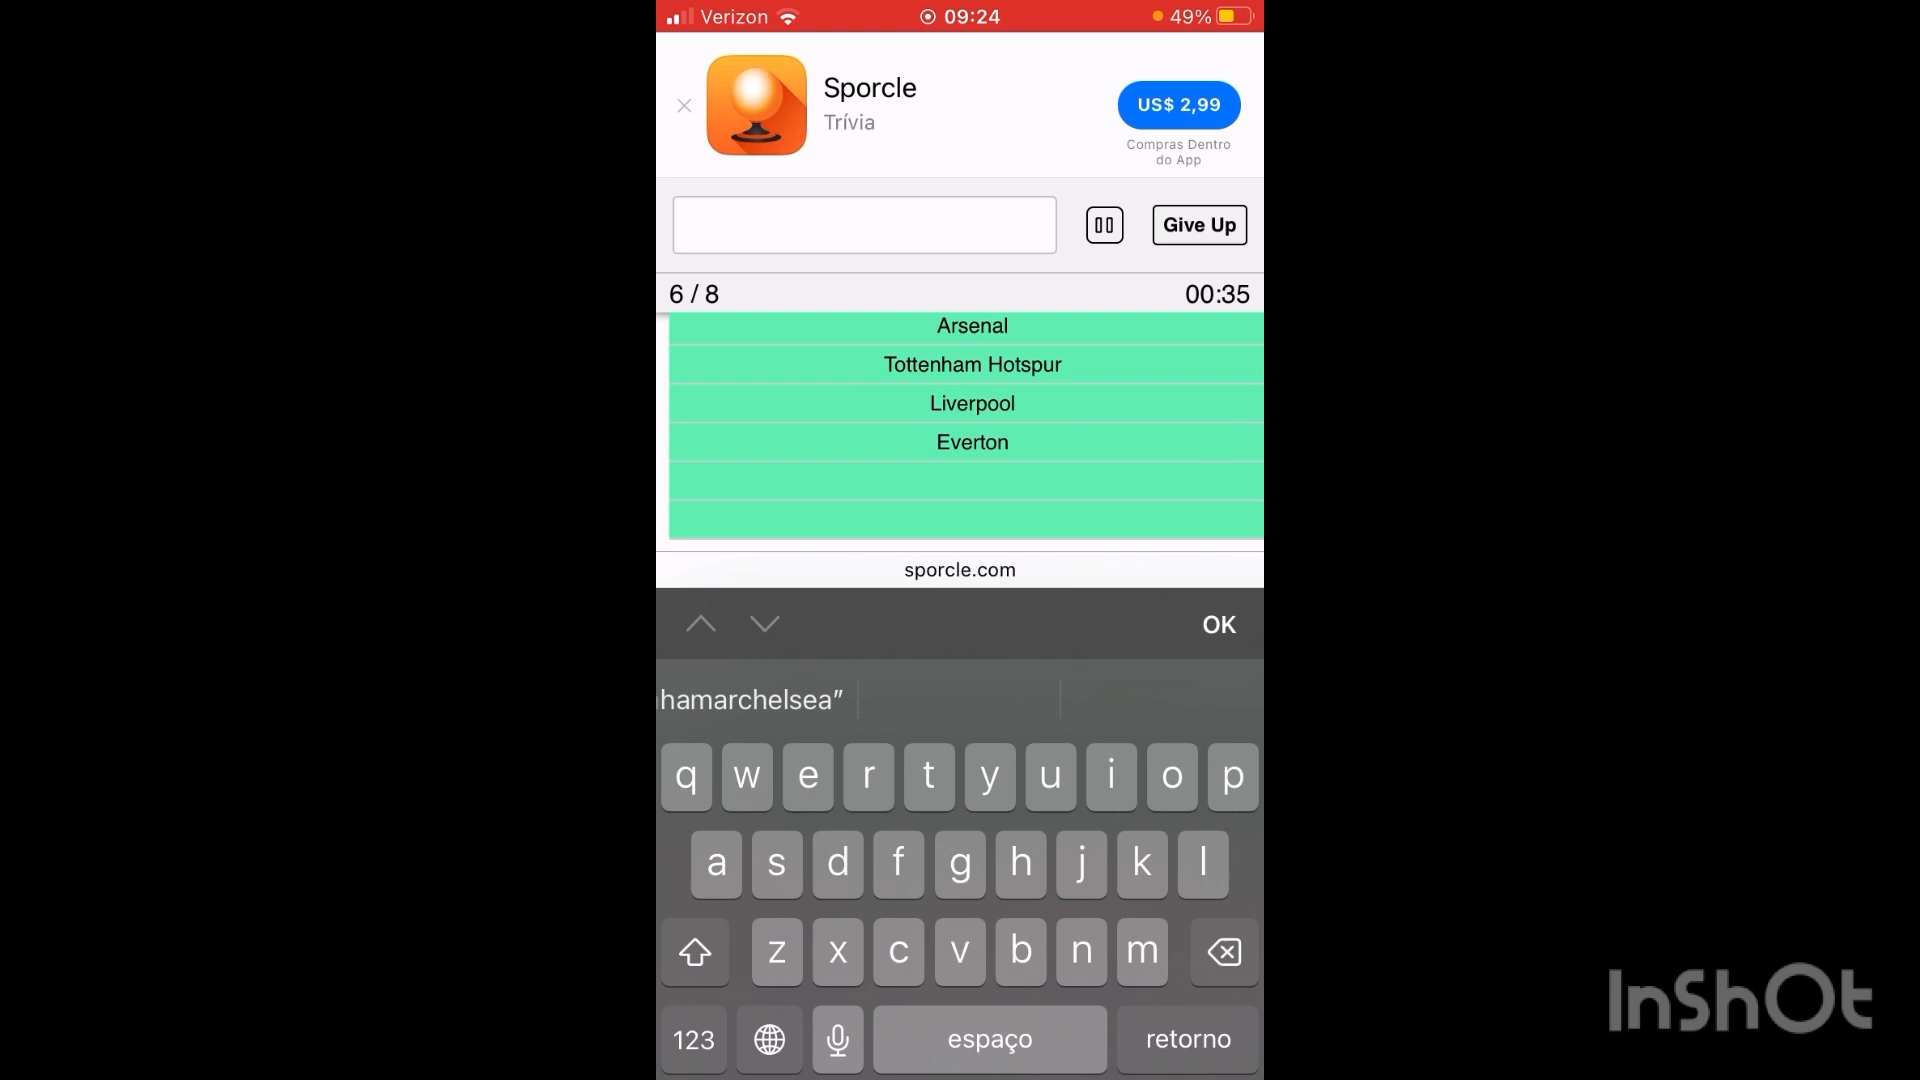 Verizon 09:24 49%
Sporcle
Trívia
US$ 2,99
Compras Dentro
do App
Give Up
6 / 8 00:35
Arsenal
Tottenham Hotspur
Liverpool
Everton
sporcle.com
OK
hamarchelsea”
q w e r t y u i o p
a s d f g h j k l
z x c v b n m
123 espaço retorno
InShOt